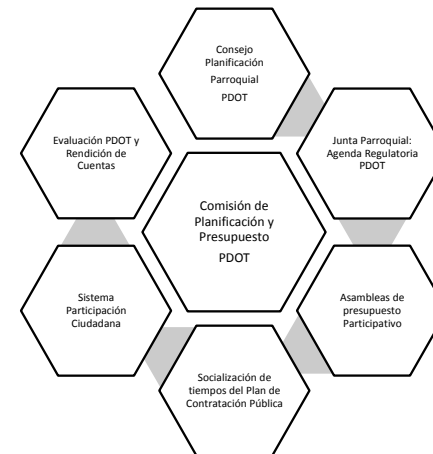 Consejo
Planificación
Parroquial
PDOT
Junta Parroquial:
Agenda Regulatoria
PDOT
Asambleas de
presupuesto
Participativo
Socialización de
tiempos del Plan de
Contratación Pública
Sistema
Participación
Ciudadana
Evaluación PDOT y
Rendición de
Cuentas
Comisión de
Planificación y
Presupuesto
PDOT